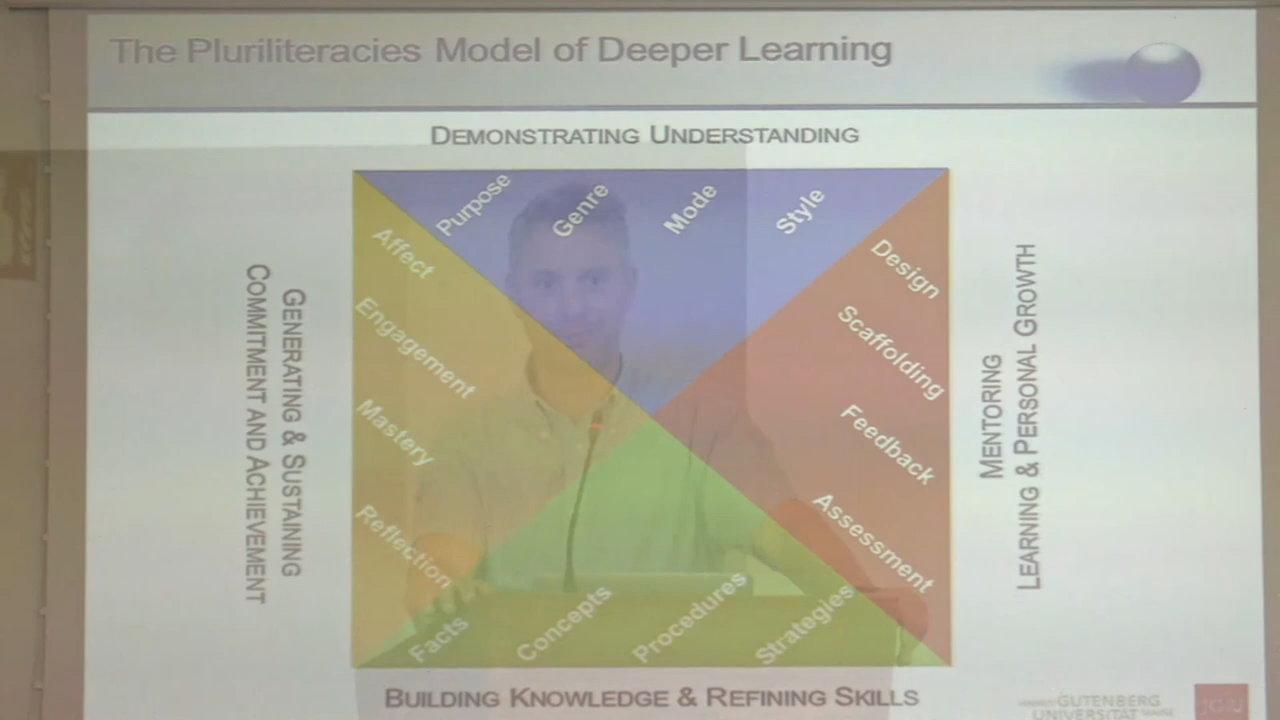 The Pluriliteracies Model of Deeper Learning
DEMONSTRATING UNDERSTANDING
Purpose
Genre
Mode
Style
Affect
Engagement
Mastery
Reflection
GENERATING & SUSTAINING
COMMITMENT AND ACHIEVEMENT
Design
Scaffolding
Feedback
Assessment
MENTORING
LEARNING & PERSONAL GROWTH
Facts
Concepts
Procedures
Strategies
BUILDING KNOWLEDGE & REFINING SKILLS
GUTENBERG
UNIVERSITÄT
JGU